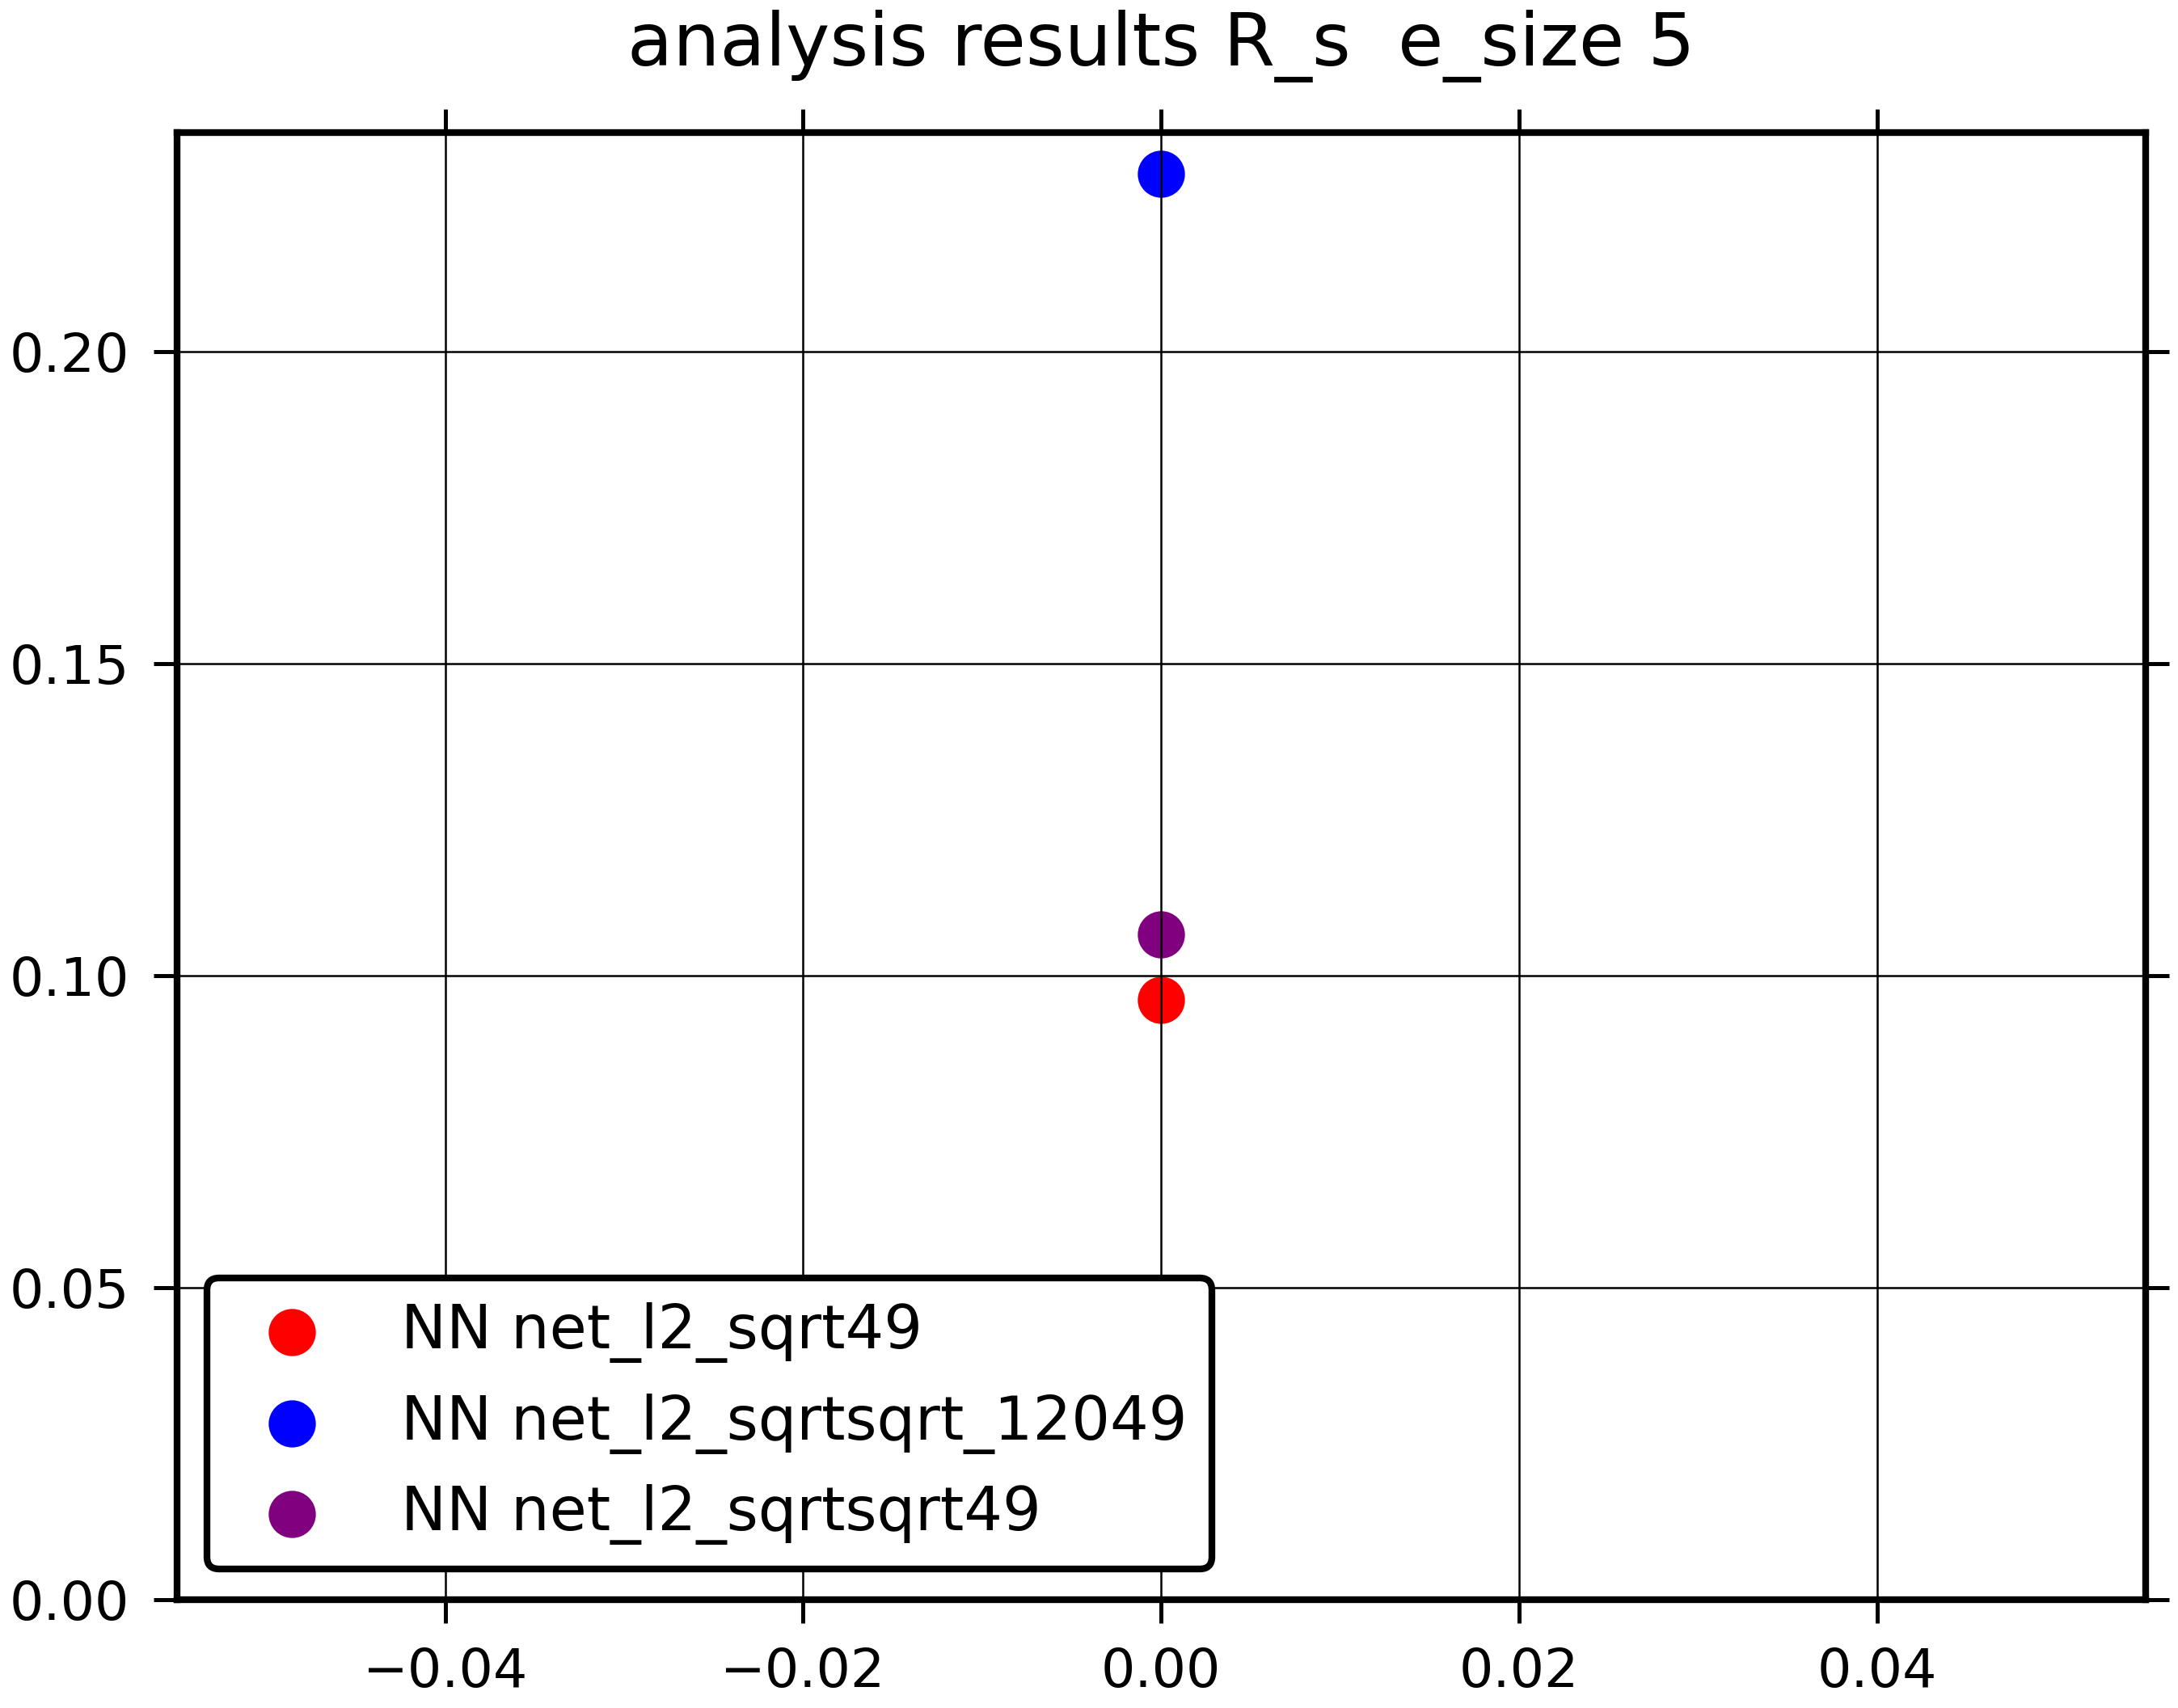 analysis results R_s  e_size 5
0.20
0.15
0.10
0.05
0.00
NN net_l2_sqrt49
NN net_l2_sqrtsqrt_12049
NN net_l2_sqrtsqrt49
−0.04 −0.02 0.00 0.02 0.04